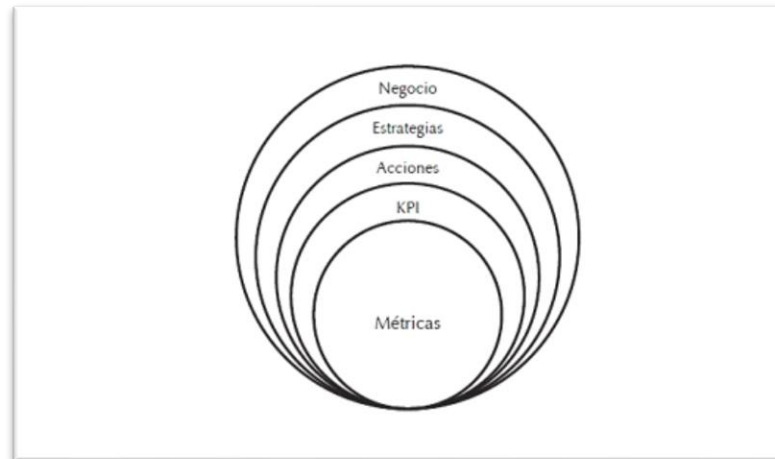 Negocio
Estrategias
Acciones
KPI
Métricas